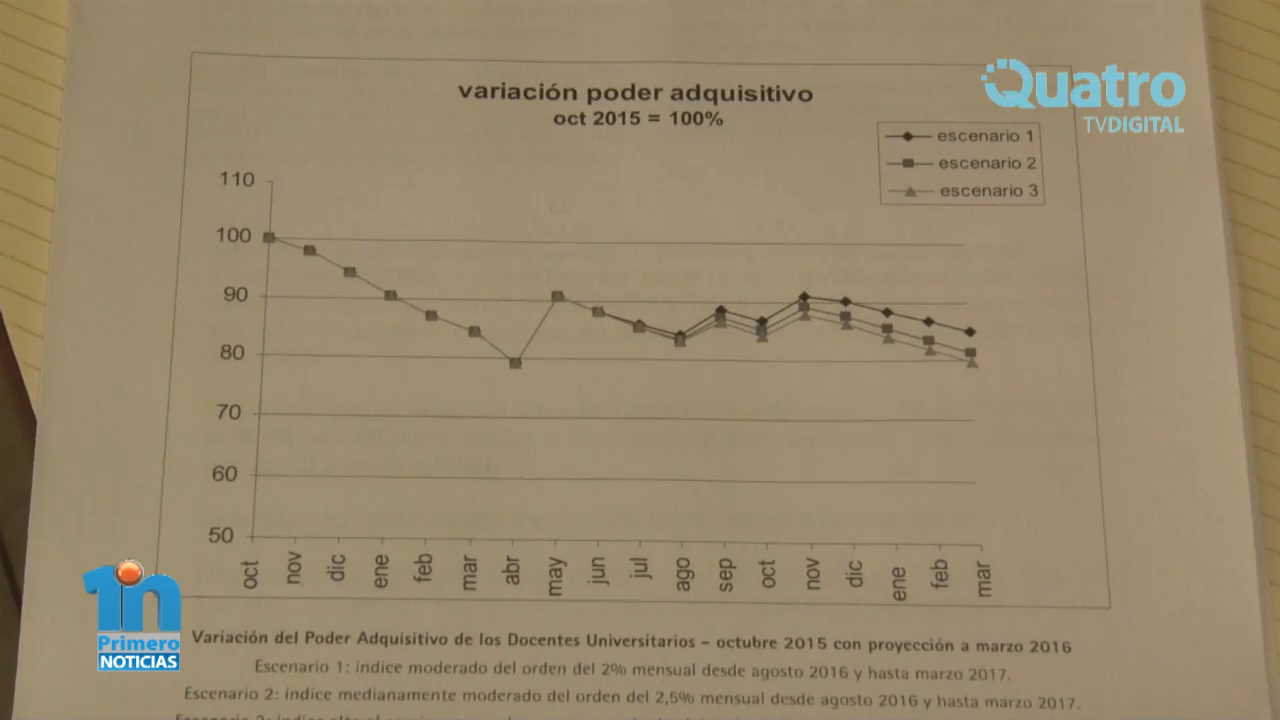 Quatro
TVDIGITAL
variación poder adquisitivo
oct 2015 = 100%
escenario 1
escenario 2
escenario 3
110
100
90
80
70
60
50
oct nov dic ene feb mar abr may jun jul ago sep oct nov dic ene feb mar
1n
Primero
NOTICIAS
Variación del Poder Adquisitivo de los Docentes Universitarios – octubre 2015 con proyección a marzo 2016
Escenario 1: índice moderado del orden del 2% mensual desde agosto 2016 y hasta marzo 2017.
Escenario 2: índice medianamente moderado del orden del 2,5% mensual desde agosto 2016 y hasta marzo 2017.